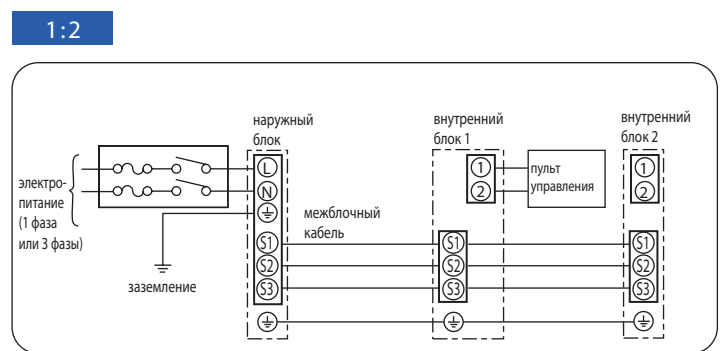 1:2
наружный
блок
внутренний
блок 1
внутренний
блок 2
электро-
питание
(1 фаза
или 3 фазы)
заземление
межблочный
кабель
пульт
управления
L
N
S1
S2
S3
1
2
S1
S2
S3
1
2
S1
S2
S3